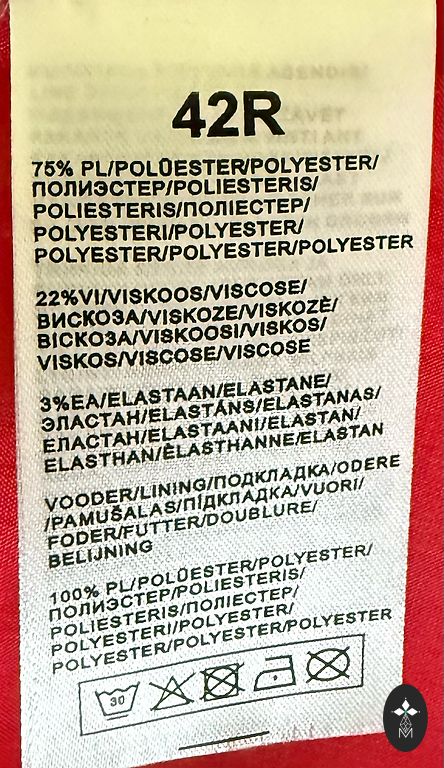 42R
75% PL/POLÜESTER/POLYESTER/
ПОЛИЭСТЕР/POLIESTERIS/
POLIESTERIS/ПОЛІЕСТЕР/
POLYESTERI/POLYESTER/
POLYESTER/POLYESTER/POLYESTER
22%VI/VISKOOS/VISCOSE/
ВИСКОЗА/VISKOZE/VISKOZĖ/
ВІСКОЗА/VISKOOSI/VISKOS/
VISKOS/VISCOSE/VISCOSE
3%EA/ELASTAAN/ELASTANE/
ЭЛАСТАН/ELASTĀNS/ELASTANAS/
ЕЛАСТАН/ELASTAANI/ELASTAN/
ELASTHAN/ÉLASTHANNE/ELASTAN
VOODER/LINING/ПОДКЛАДКА/ODERE
/PAMUŠALAS/ПІДКЛАДКА/VUORI/
FODER/FUTTER/DOUBLURE/
BELIJNING
100% PL/POLÜESTER/POLYESTER/
ПОЛИЭСТЕР/POLIESTERIS/
POLIESTERIS/ПОЛІЕСТЕР/
POLYESTERI/POLYESTER/
POLYESTER/POLYESTER/POLYESTER
30